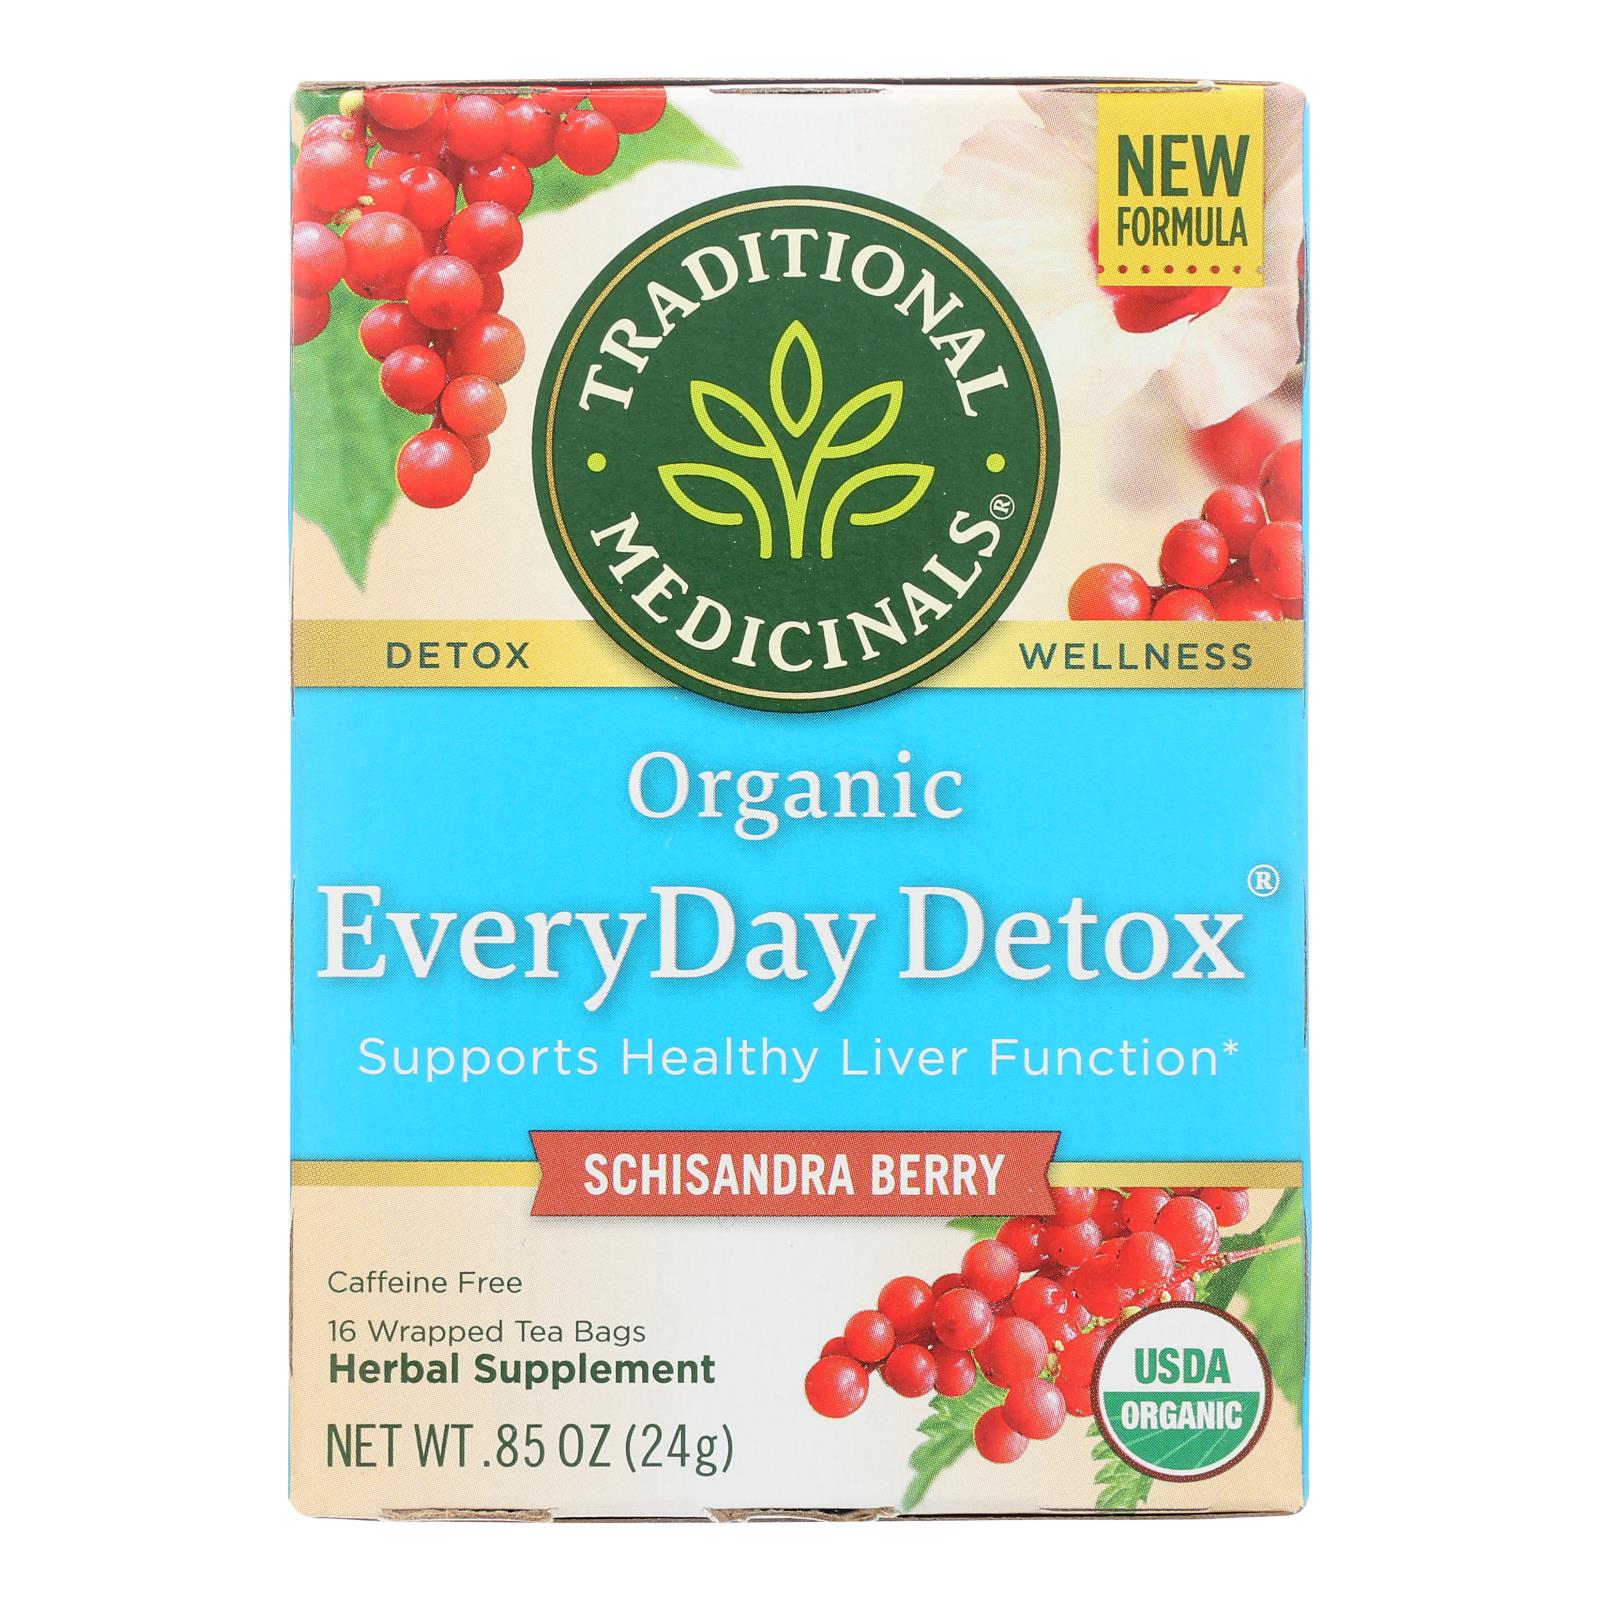 NEW
FORMULA
TRADITIONAL
MEDICINALS®
DETOX
WELLNESS
Organic
EveryDay Detox®
Supports Healthy Liver Function*
SCHISANDRA BERRY
Caffeine Free
16 Wrapped Tea Bags
Herbal Supplement
NET WT .85 OZ (24g)
USDA
ORGANIC